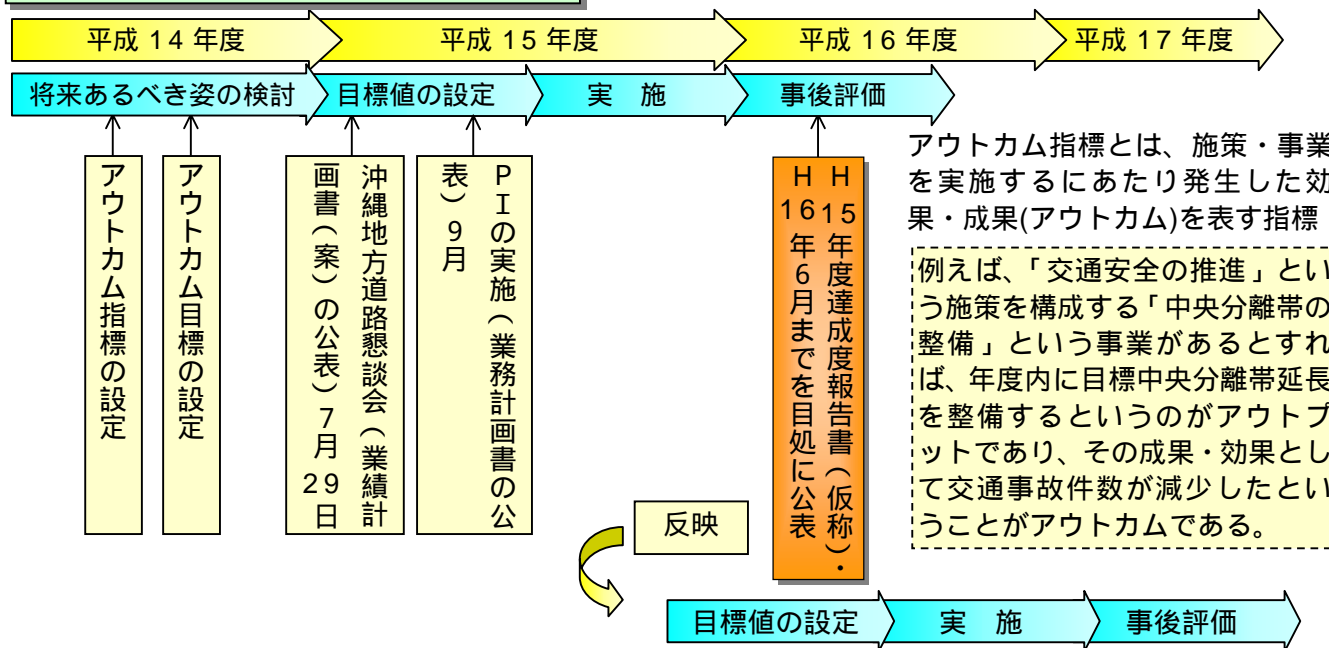 平成 14 年度
平成 15 年度
平成 16 年度
平成 17 年度
将来あるべき姿の検討
目標値の設定
実 施
事後評価
アウトカム指標の設定
アウトカム目標の設定
沖縄地方道路懇談会(業績計
画書(案)の公表)7月29日
PIの実施(業務計画書の公
表)9月
H15年度達成度報告書(仮称)・
H16年6月までを目処に公表
アウトカム指標とは、施策・事業
を実施するにあたり発生した効
果・成果(アウトカム)を表す指標
例えば、「交通安全の推進」とい
う施策を構成する「中央分離帯の
整備」という事業があるとすれ
ば、年度内に目標中央分離帯延長
を整備するというのがアウトプ
ットであり、その成果・効果とし
て交通事故件数が減少したとい
うことがアウトカムである。
反映
目標値の設定
実 施
事後評価